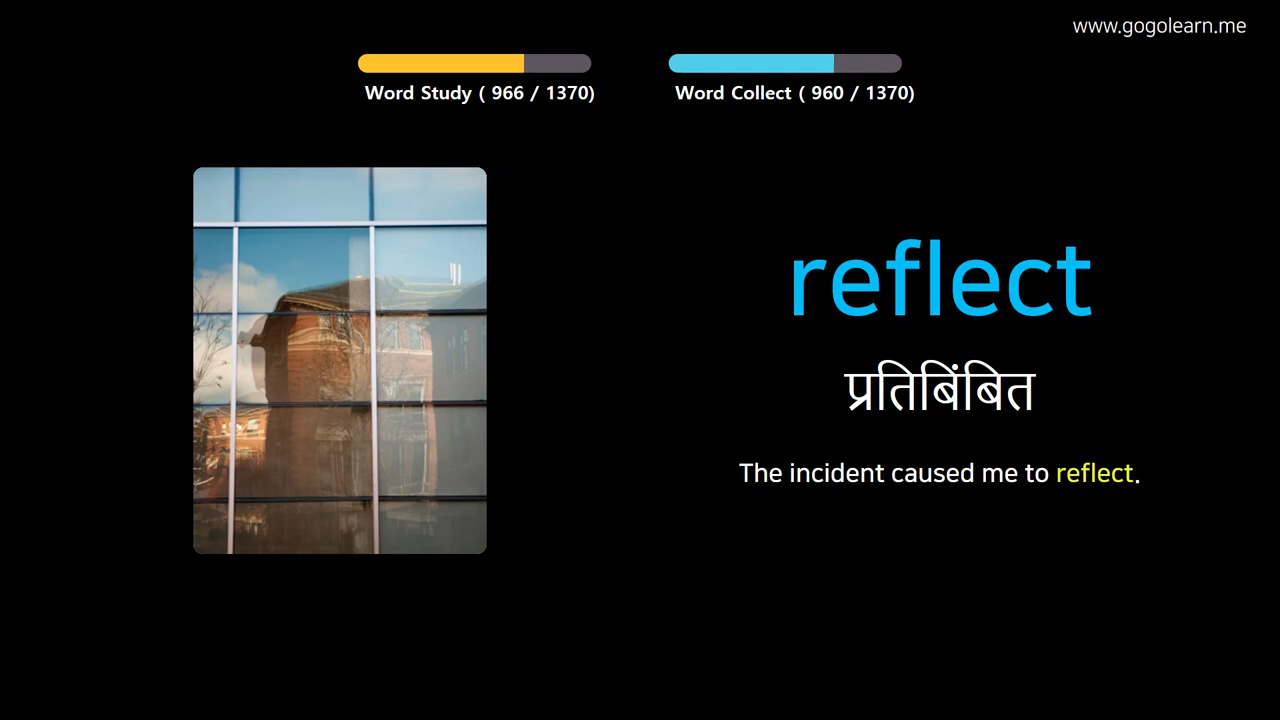 www.gogolearn.me
Word Study ( 966 / 1370)
Word Collect ( 960 / 1370)
reflect
प्रतिबिंबित
The incident caused me to reflect.